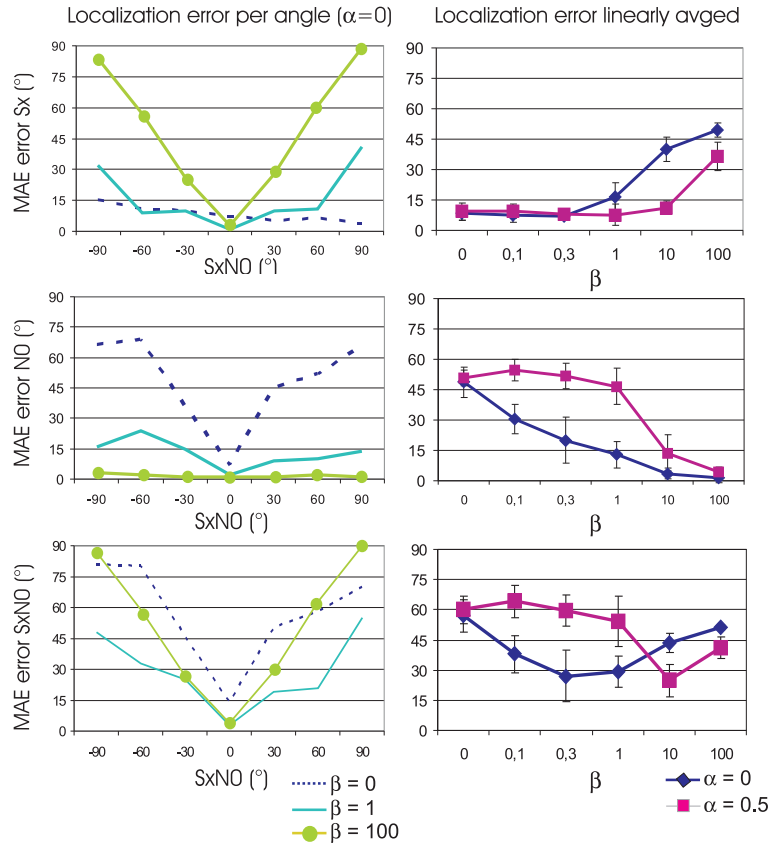 Localization error per angle (α=0)
Localization error linearly avged
MAE error Sx (°)
90
75
60
45
30
15
0
-90 -60 -30 0 30 60 90
SxN0 (°)
90
75
60
45
30
15
0
0 0,1 0,3 1 10 100
β
MAE error N0 (°)
90
75
60
45
30
15
0
-90 -60 -30 0 30 60 90
SxN0 (°)
90
75
60
45
30
15
0
0 0,1 0,3 1 10 100
β
MAE error SxN0 (°)
90
75
60
45
30
15
0
-90 -60 -30 0 30 60 90
SxN0 (°)
90
75
60
45
30
15
0
0 0,1 0,3 1 10 100
β
β = 0
β = 1
β = 100
α = 0
α = 0.5